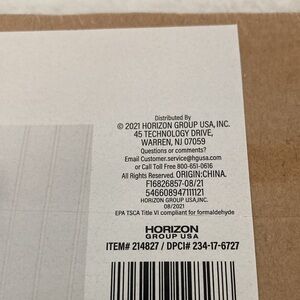 Distributed By
© 2021 HORIZON GROUP USA, INC.
45 TECHNOLOGY DRIVE,
WARREN, NJ 07059
Questions or comments?
Email Customer.service@hgusa.com
or Call Toll Free 800-651-0616
All Rights Reserved. ORIGIN:CHINA.
F16826857-08/21
546608947111121
HORIZON GROUP USA,INC.
08/2021
EPA TSCA Title VI compliant for formaldehyde
HORIZON
GROUP USA
ITEM# 214827 / DPCI# 234-17-6727